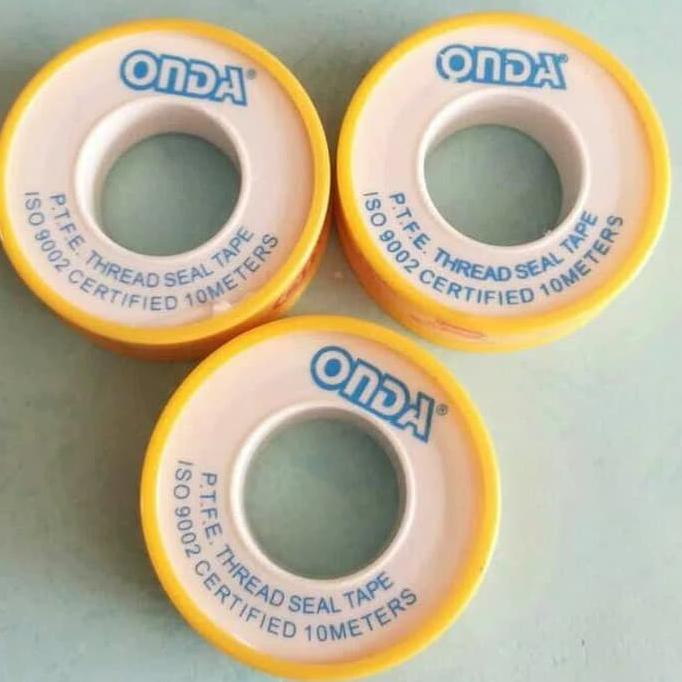 ONDA®
P.T.F.E. THREAD SEAL TAPE
ISO 9002 CERTIFIED 10METERS
ONDA®
P.T.F.E. THREAD SEAL TAPE
ISO 9002 CERTIFIED 10METERS
ONDA®
P.T.F.E. THREAD SEAL TAPE
ISO 9002 CERTIFIED 10METERS